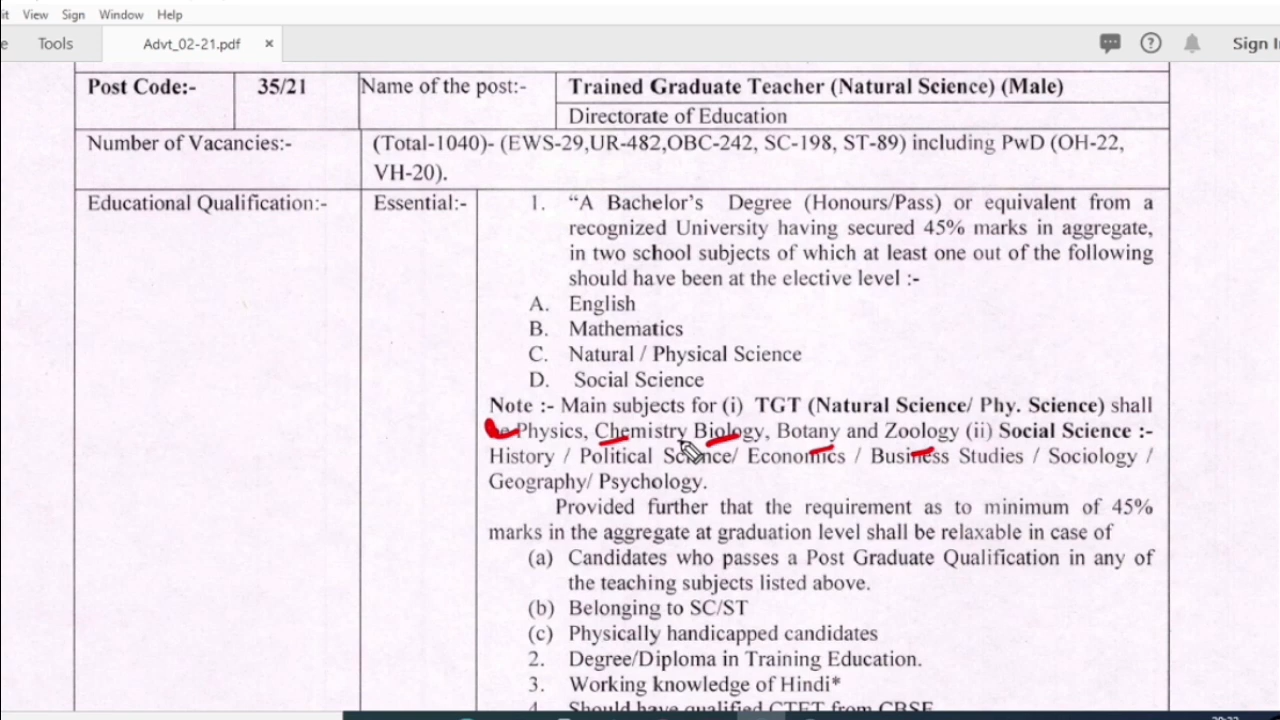 it View Sign Window Help
e Tools Advt_02-21.pdf × ? Sign I
Post Code:- 35/21 Name of the post:- Trained Graduate Teacher (Natural Science) (Male)
Directorate of Education
Number of Vacancies:- (Total-1040)- (EWS-29,UR-482,OBC-242, SC-198, ST-89) including PwD (OH-22,
VH-20).
Educational Qualification:- Essential:- 1. “A Bachelor’s Degree (Honours/Pass) or equivalent from a
recognized University having secured 45% marks in aggregate,
in two school subjects of which at least one out of the following
should have been at the elective level :-
A. English
B. Mathematics
C. Natural / Physical Science
D. Social Science
Note :- Main subjects for (i) TGT (Natural Science/ Phy. Science) shall
Physics, Chemistry Biology, Botany and Zoology (ii) Social Science :-
History / Political Science/ Economics / Business Studies / Sociology /
Geography/ Psychology.
Provided further that the requirement as to minimum of 45%
marks in the aggregate at graduation level shall be relaxable in case of
(a) Candidates who passes a Post Graduate Qualification in any of
the teaching subjects listed above.
(b) Belonging to SC/ST
(c) Physically handicapped candidates
2. Degree/Diploma in Training Education.
3. Working knowledge of Hindi*
4. Should have qualified CTET from CBSE